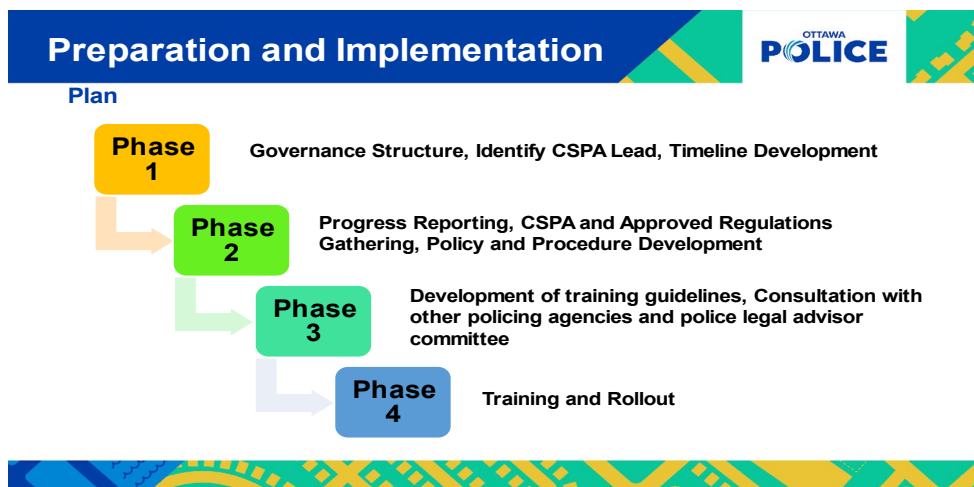 Preparation and Implementation
OTTAWA
POLICE
Plan
Phase
1
Governance Structure, Identify CSPA Lead, Timeline Development
Phase
2
Progress Reporting, CSPA and Approved Regulations
Gathering, Policy and Procedure Development
Phase
3
Development of training guidelines, Consultation with
other policing agencies and police legal advisor
committee
Phase
4
Training and Rollout